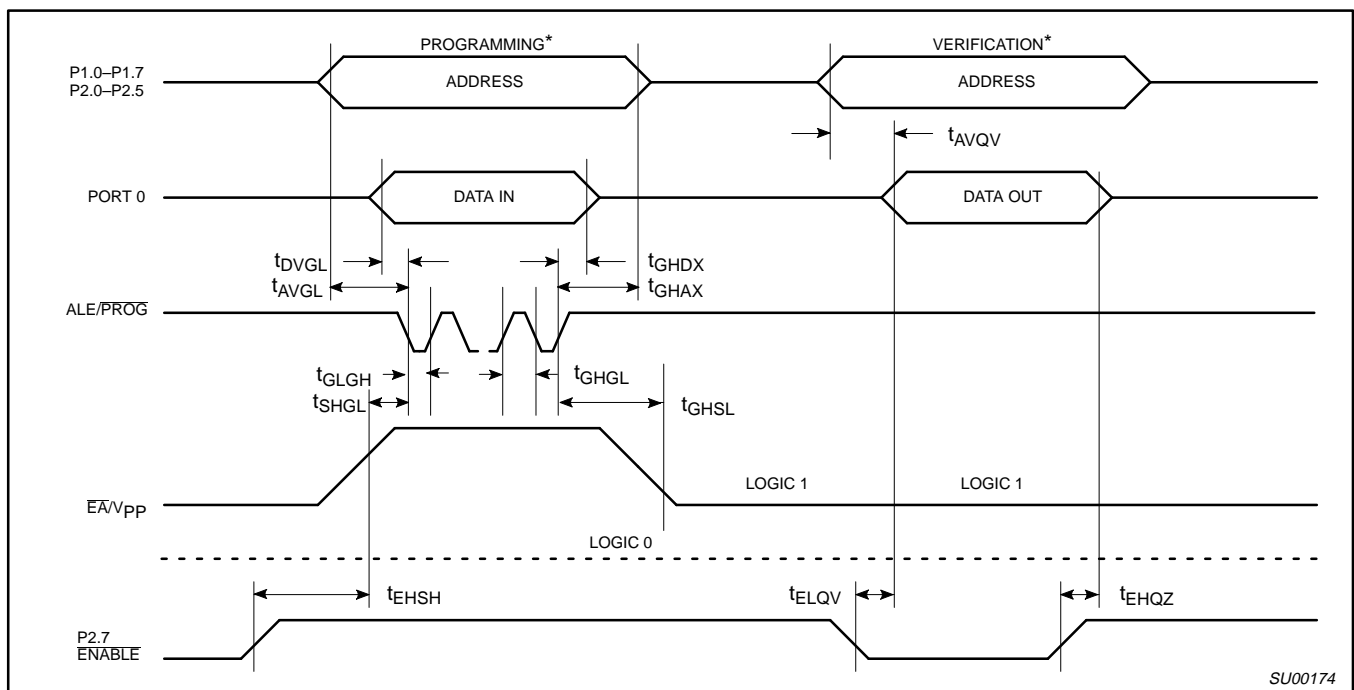 PROGRAMMING*
VERIFICATION*
P1.0–P1.7
P2.0–P2.5
ADDRESS
ADDRESS
tAVQV
PORT 0
DATA IN
DATA OUT
tDVGL
tGHDX
tAVGL
tGHAX
ALE/PROG
tGLGH
tGHGL
tSHGL
tGHSL
EA/VPP
LOGIC 1
LOGIC 1
LOGIC 0
tEHSH
tELQV
tEHQZ
P2.7
ENABLE
SU00174